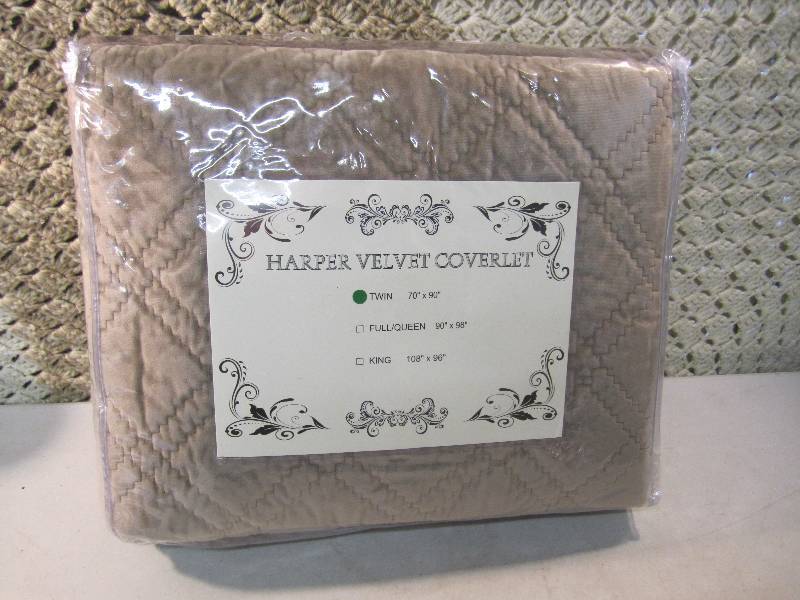 HARPER VELVET COVERLET
TWIN 70" x 90"
FULL/QUEEN 90" x 98"
KING 108" x 96"